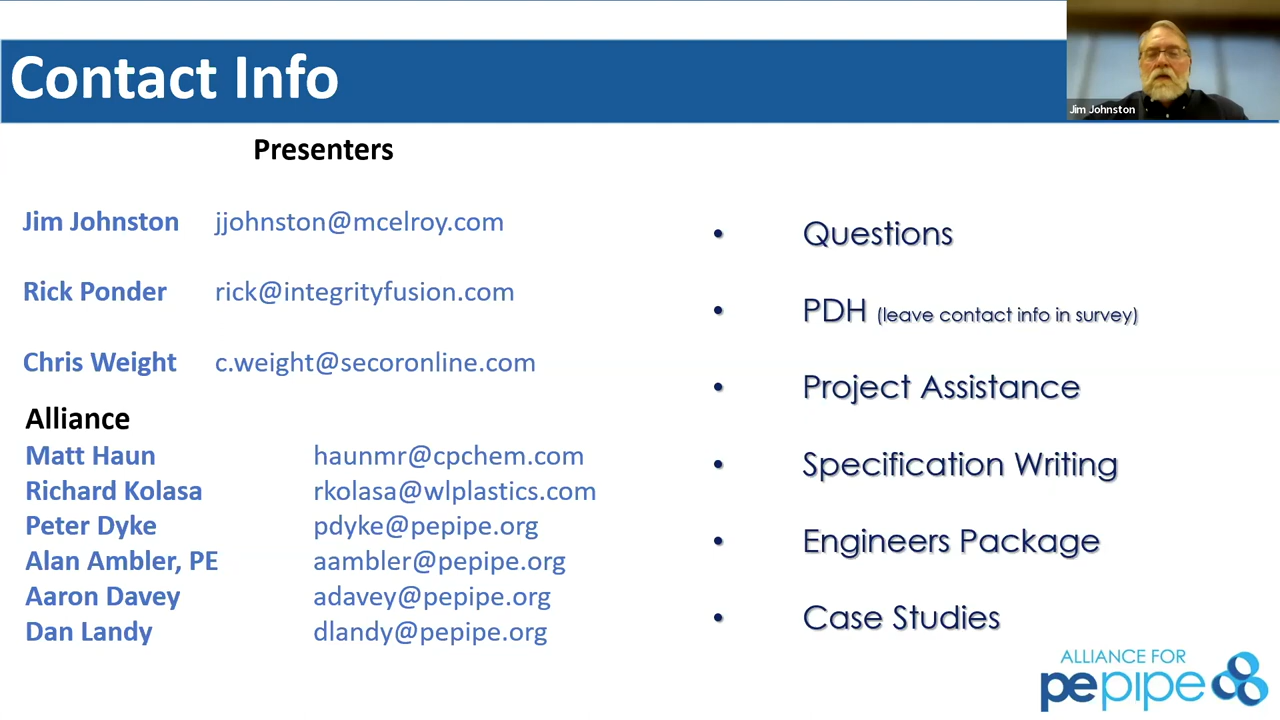 Contact Info
Jim Johnston
Presenters
Jim Johnston jjohnston@mcelroy.com
Rick Ponder rick@integrityfusion.com
Chris Weight c.weight@secoronline.com
Alliance
Matt Haun haunmr@cpchem.com
Richard Kolasa rkolasa@wlplastics.com
Peter Dyke pdyke@pepipe.org
Alan Ambler, PE aambler@pepipe.org
Aaron Davey adavey@pepipe.org
Dan Landy dlandy@pepipe.org
• Questions
• PDH (leave contact info in survey)
• Project Assistance
• Specification Writing
• Engineers Package
• Case Studies
ALLIANCE FOR
pepipe